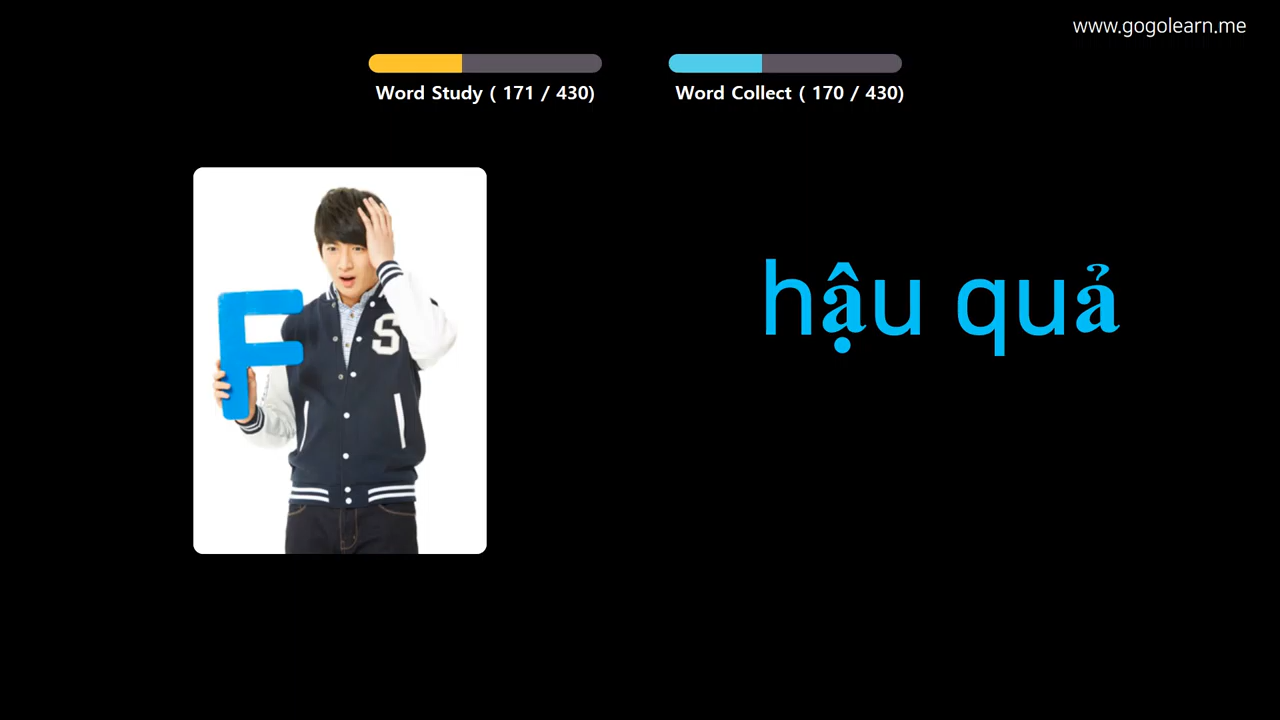 www.gogolearn.me
Word Study ( 171 / 430)
Word Collect ( 170 / 430)
F
S
hậu quả